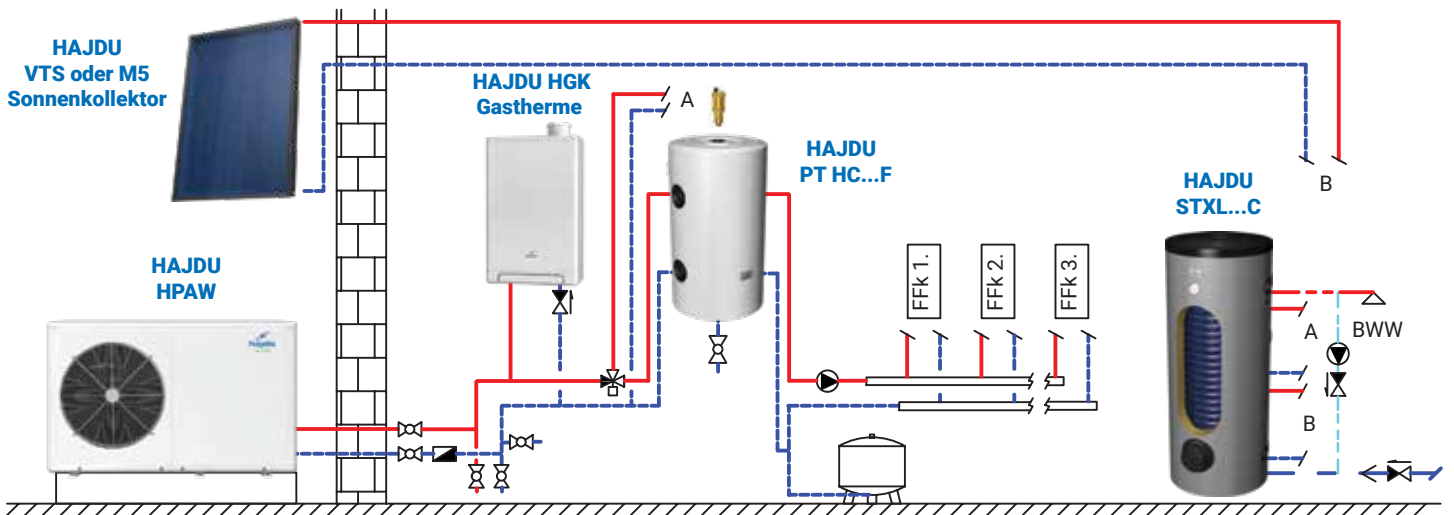 HAJDU
VTS oder M5
Sonnenkollektor
HAJDU HGK
Gastherme
A
HAJDU
PT HC...F
B
HAJDU
STXL...C
HAJDU
HPAW
FFk 1.
FFk 2.
FFk 3.
A
BWW
B